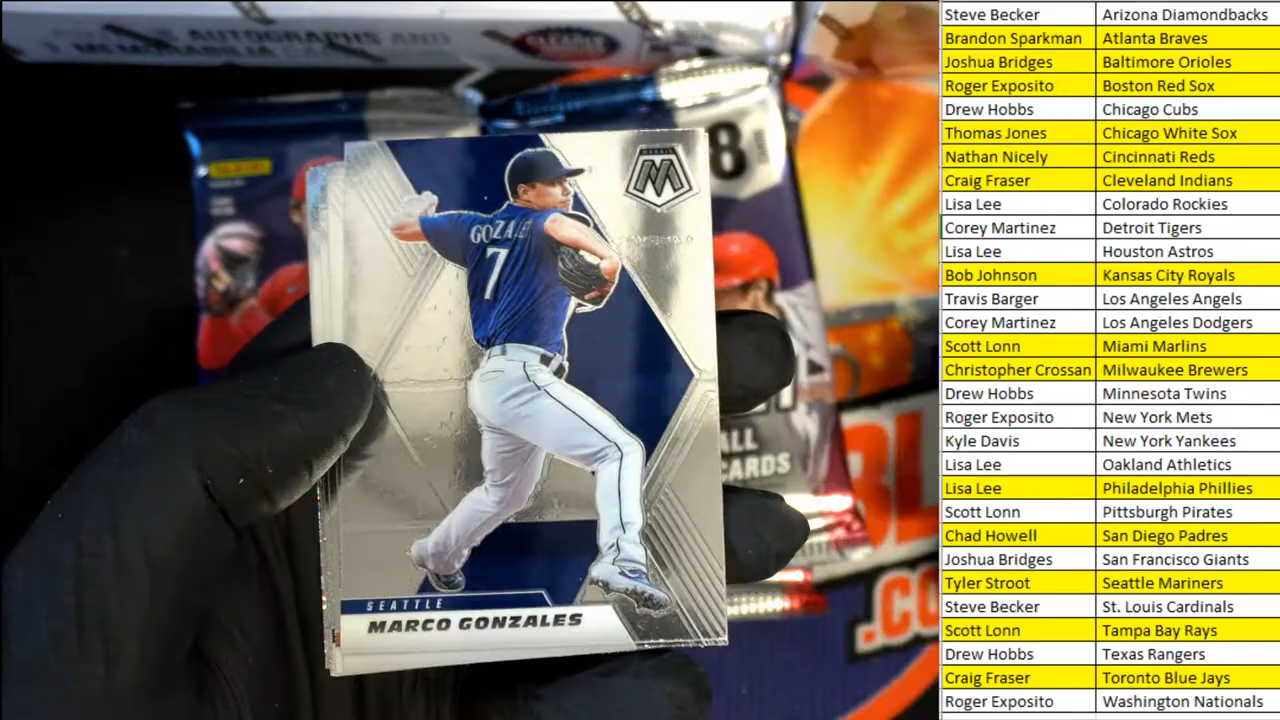 MOSAIC
M
GONZALE
7
SEATTLE
MARCO GONZALES
8
CARDS
.CO
Steve Becker Arizona Diamondbacks
Brandon Sparkman Atlanta Braves
Joshua Bridges Baltimore Orioles
Roger Exposito Boston Red Sox
Drew Hobbs Chicago Cubs
Thomas Jones Chicago White Sox
Nathan Nicely Cincinnati Reds
Craig Fraser Cleveland Indians
Lisa Lee Colorado Rockies
Corey Martinez Detroit Tigers
Lisa Lee Houston Astros
Bob Johnson Kansas City Royals
Travis Barger Los Angeles Angels
Corey Martinez Los Angeles Dodgers
Scott Lonn Miami Marlins
Christopher Crossan Milwaukee Brewers
Drew Hobbs Minnesota Twins
Roger Exposito New York Mets
Kyle Davis New York Yankees
Lisa Lee Oakland Athletics
Lisa Lee Philadelphia Phillies
Scott Lonn Pittsburgh Pirates
Chad Howell San Diego Padres
Joshua Bridges San Francisco Giants
Tyler Stroot Seattle Mariners
Steve Becker St. Louis Cardinals
Scott Lonn Tampa Bay Rays
Drew Hobbs Texas Rangers
Craig Fraser Toronto Blue Jays
Roger Exposito Washington Nationals